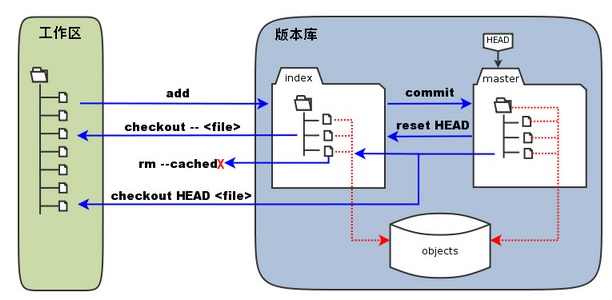 工作区
版本库
HEAD
index
master
add
commit
checkout -- <file>
reset HEAD
rm --cachedX
checkout HEAD <file>
objects